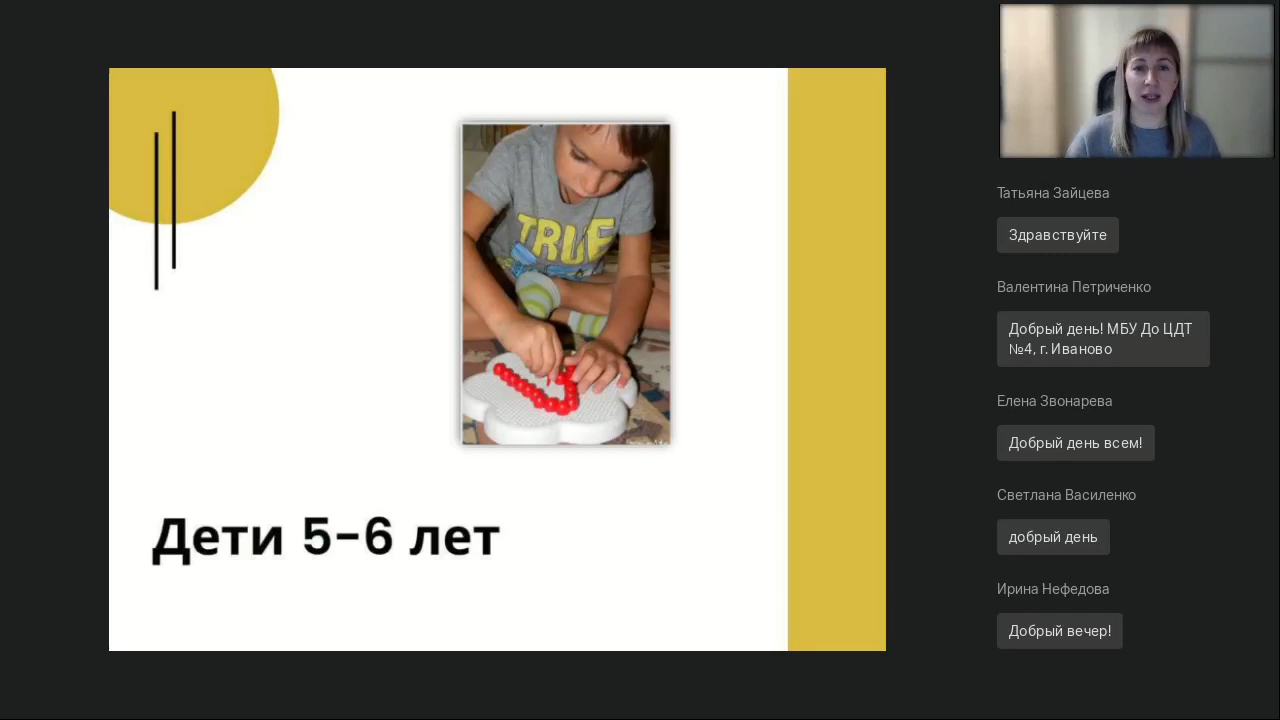 TRUE
Дети 5-6 лет
Татьяна Зайцева
Здравствуйте
Валентина Петриченко
Добрый день! МБУ До ЦДТ
№4, г. Иваново
Елена Звонарева
Добрый день всем!
Светлана Василенко
добрый день
Ирина Нефедова
Добрый вечер!